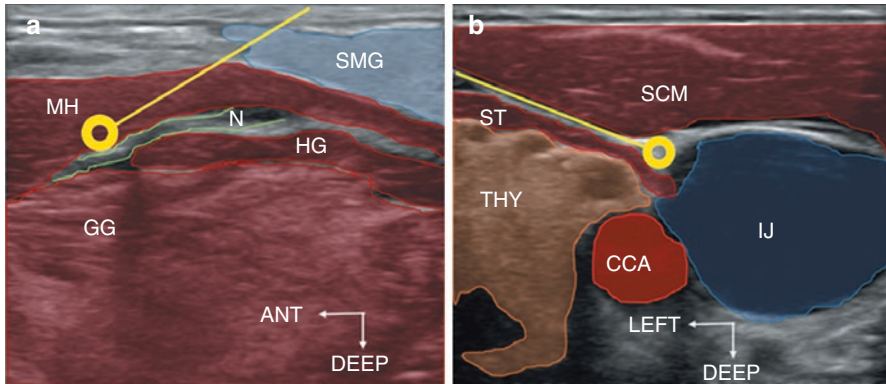 a
SMG
MH
N
HG
GG
ANT
DEEP
b
SCM
ST
THY
IJ
CCA
LEFT
DEEP